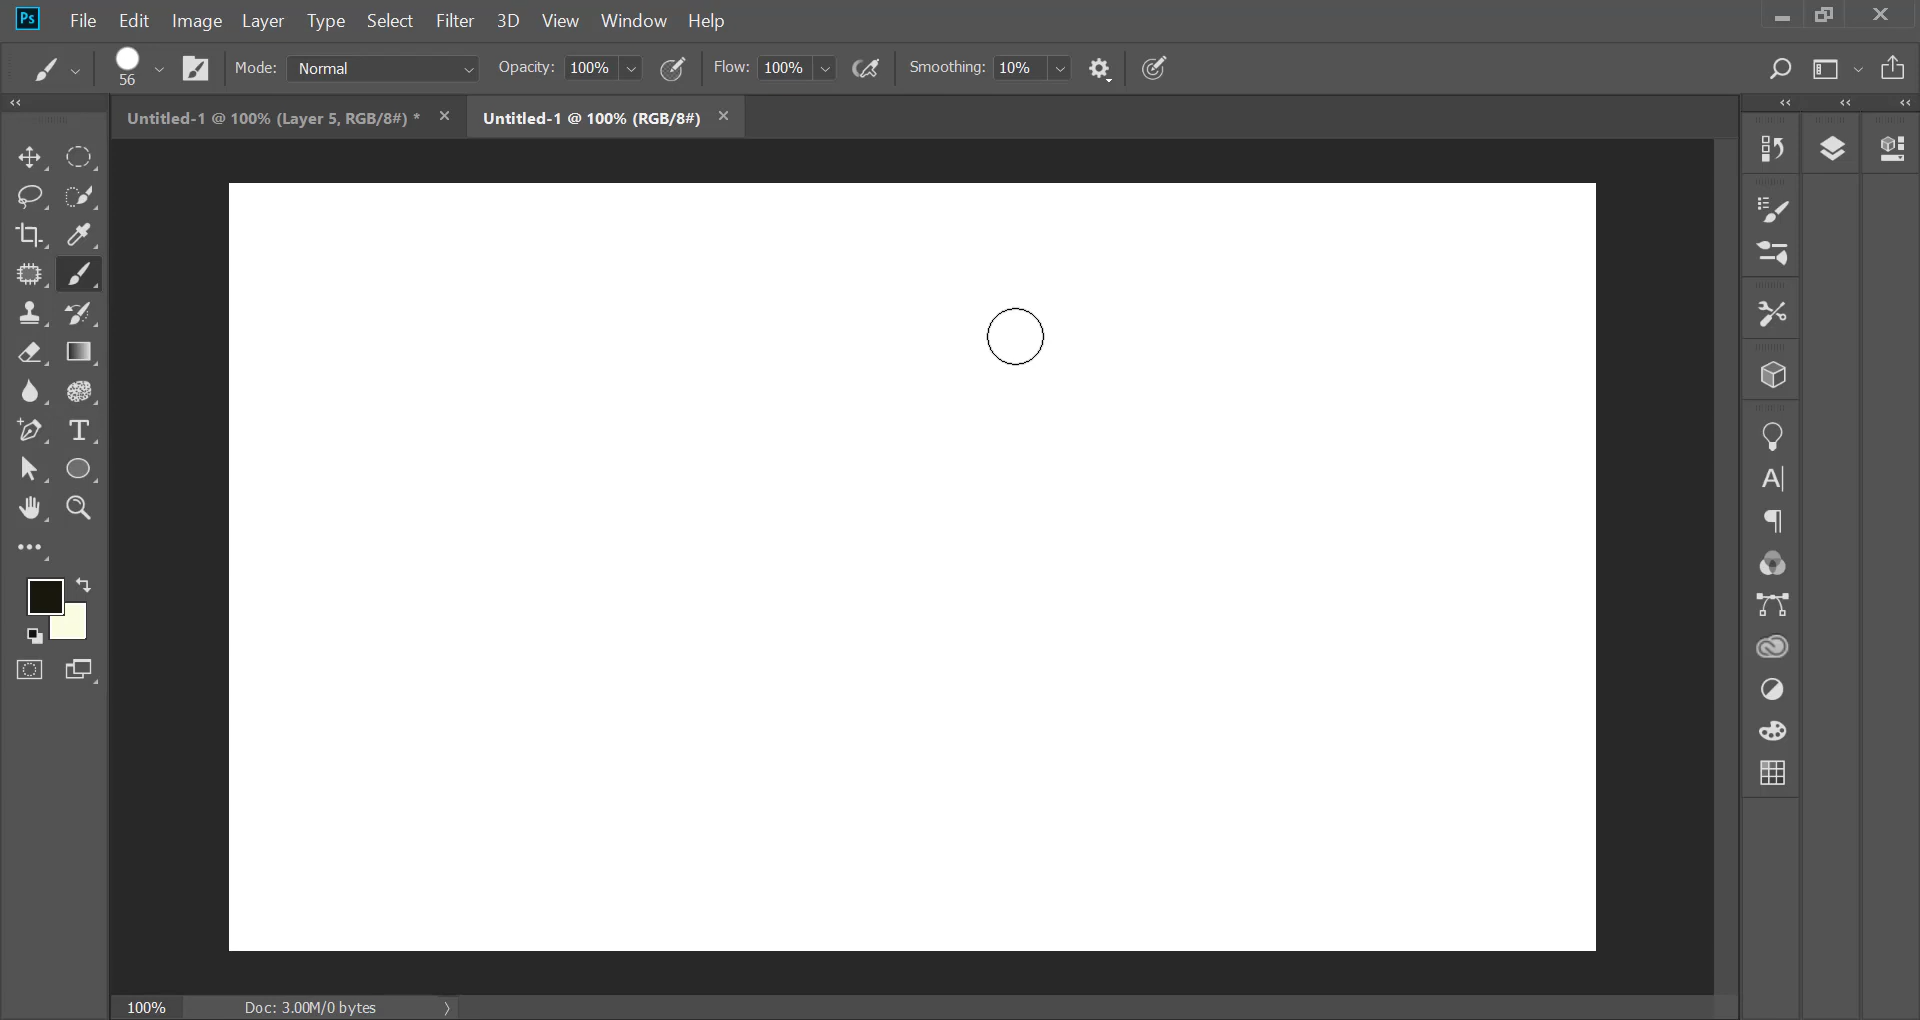 Ps File Edit Image Layer Type Select Filter 3D View Window Help
56 Mode: Normal Opacity: 100% Flow: 100% Smoothing: 10%
Untitled-1 @ 100% (Layer 5, RGB/8#) * Untitled-1 @ 100% (RGB/8#)
100% Doc: 3.00M/0 bytes